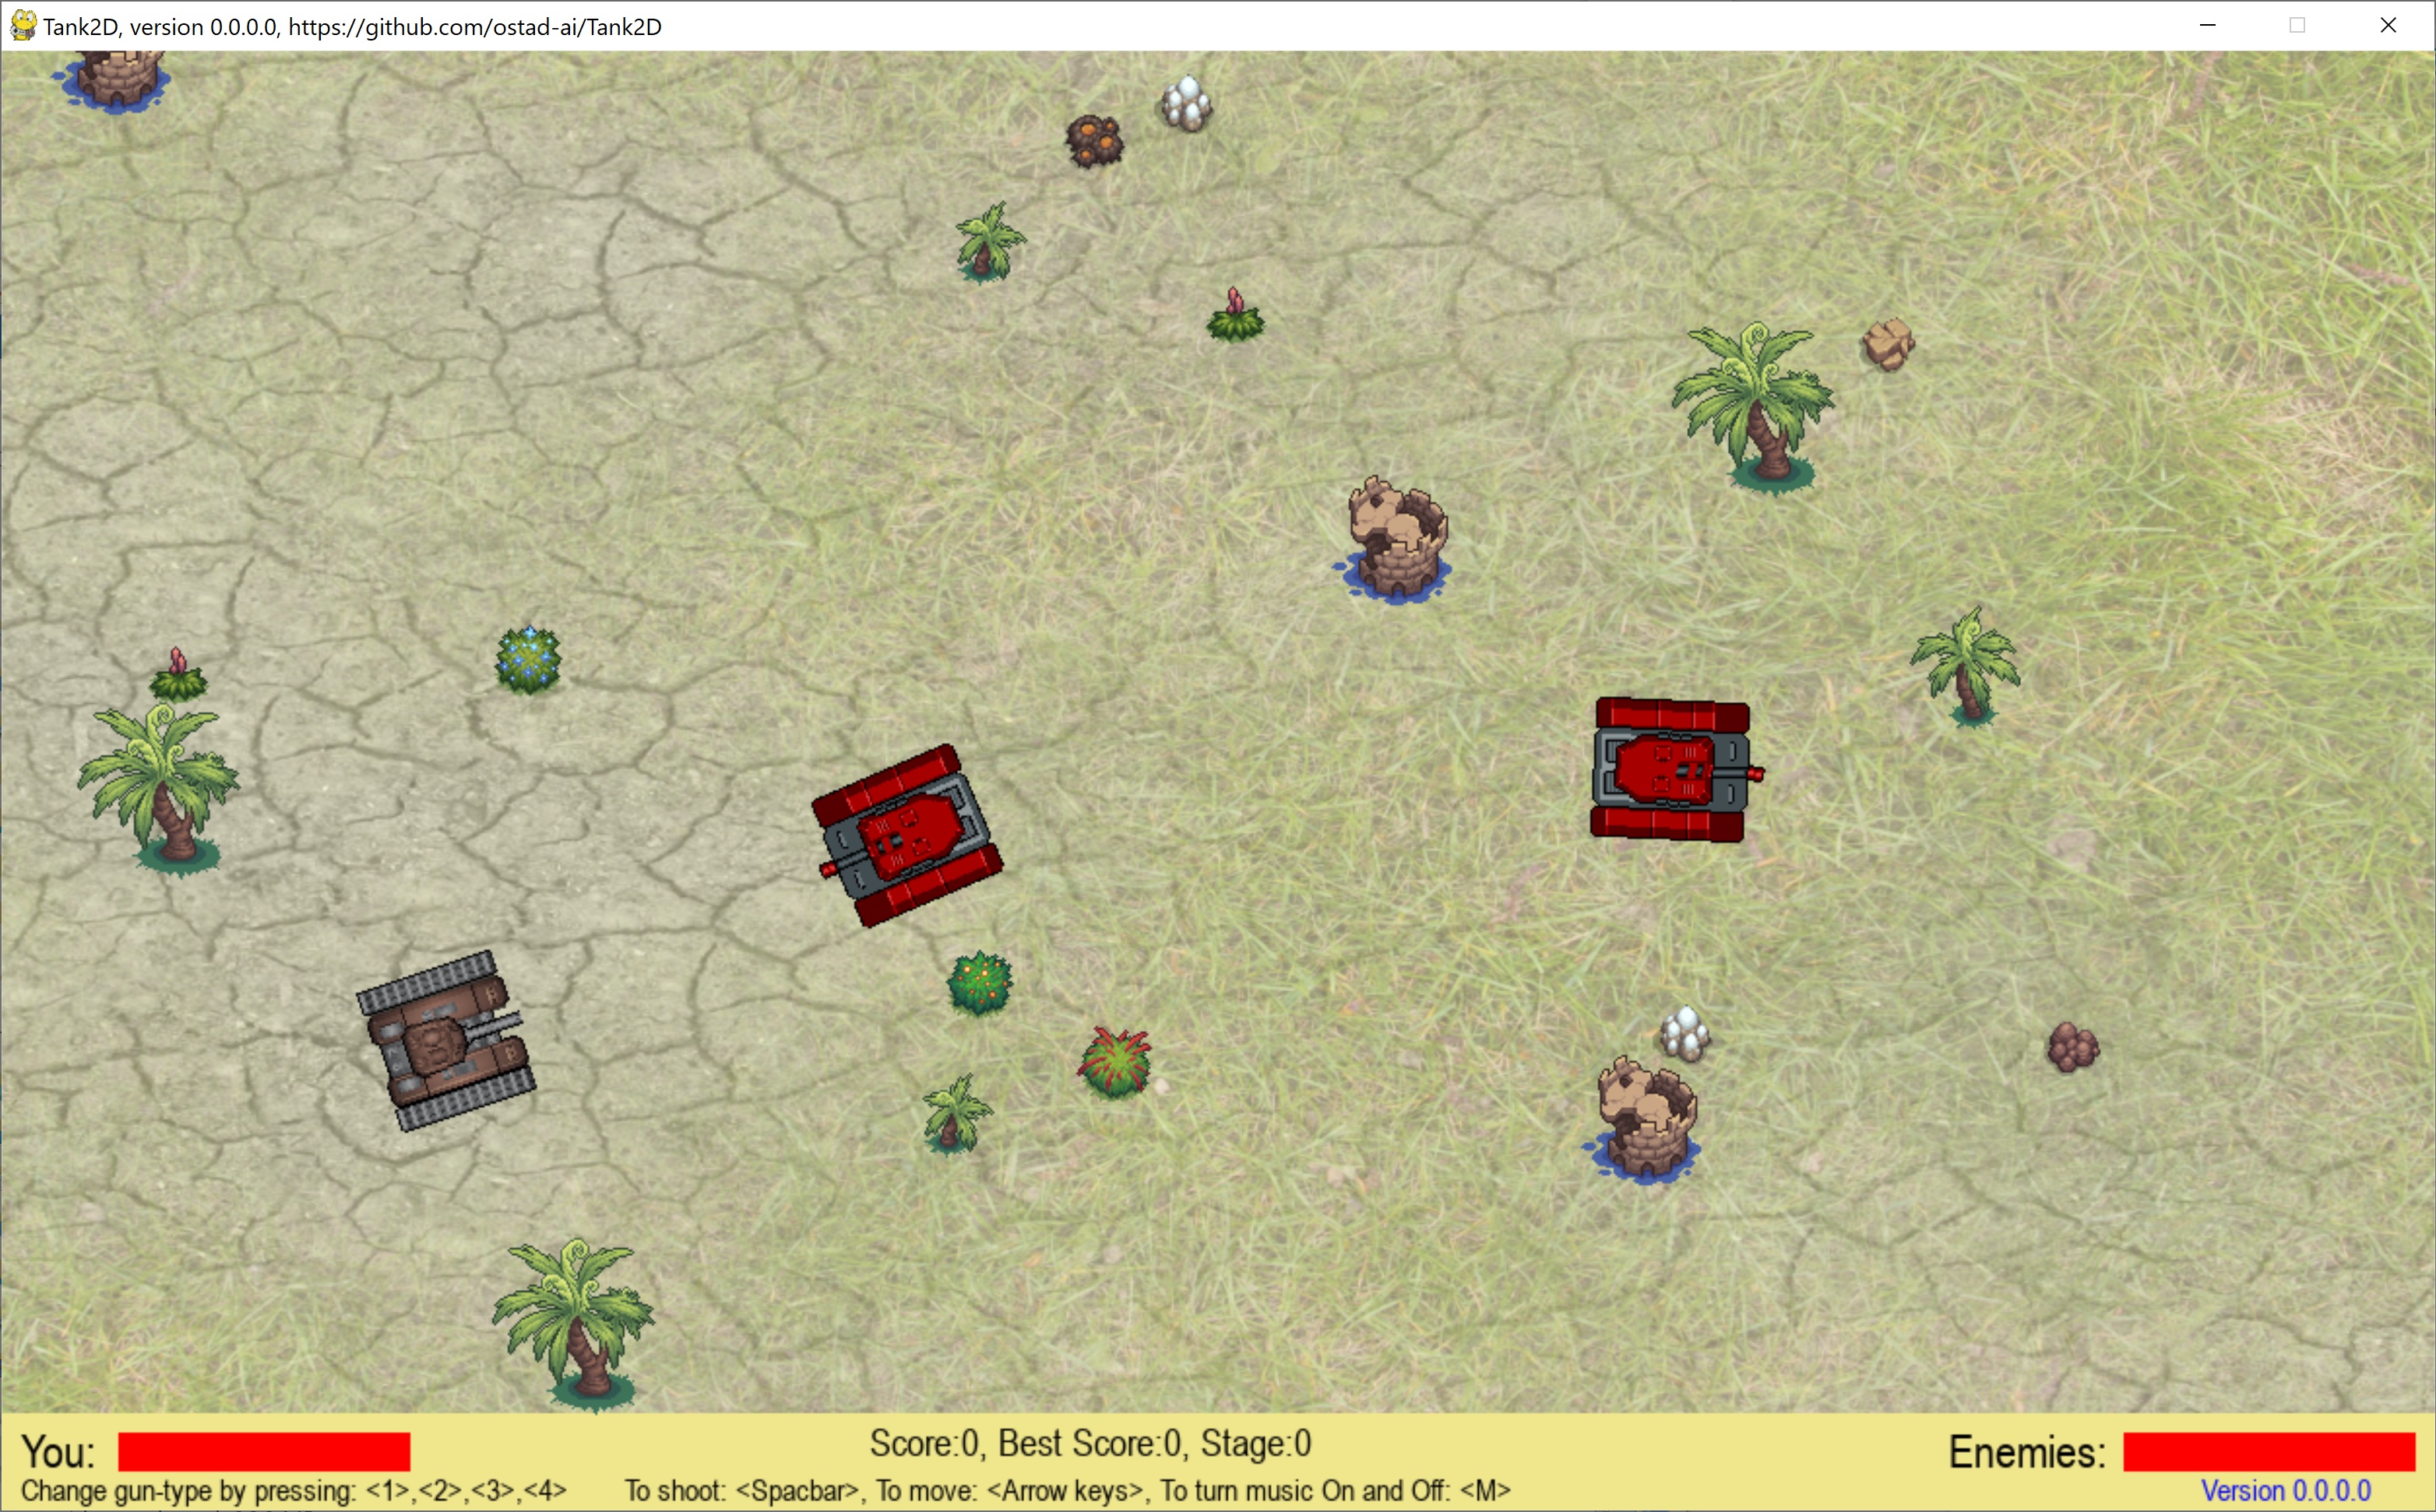 Tank2D, version 0.0.0.0, https://github.com/ostad-ai/Tank2D
You:
Score:0, Best Score:0, Stage:0
Enemies:
Change gun-type by pressing: <1>,<2>,<3>,<4>
To shoot: <Spacbar>, To move: <Arrow keys>, To turn music On and Off: <M>
Version 0.0.0.0